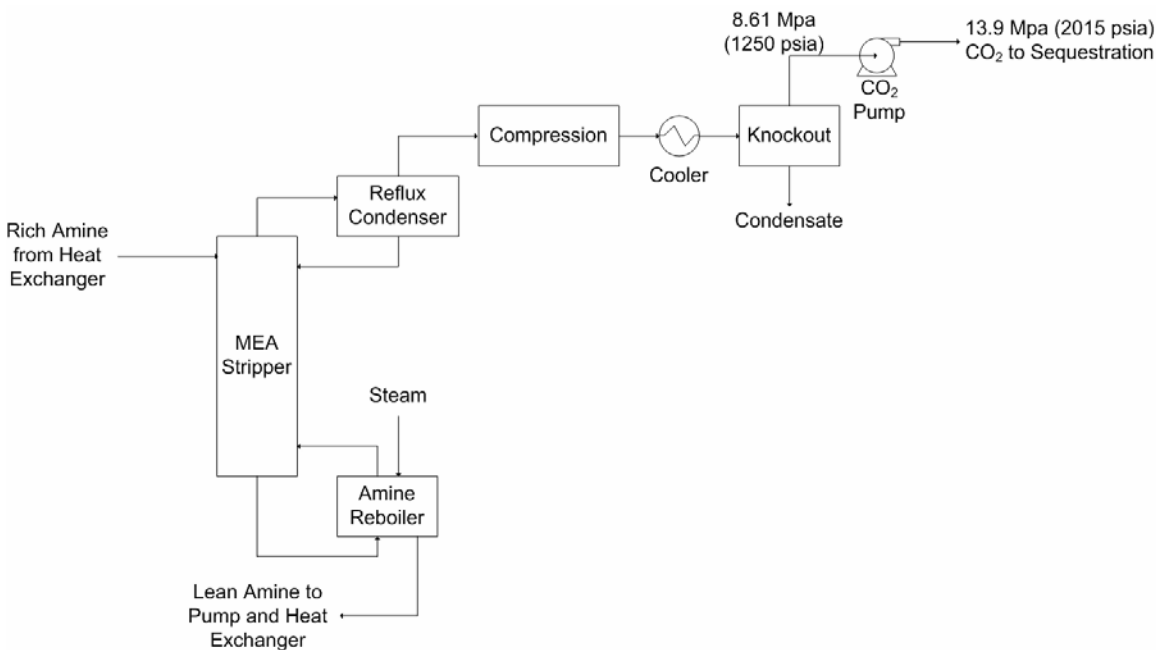 8.61 Mpa
(1250 psia)
13.9 Mpa (2015 psia)
CO₂ to Sequestration
CO₂
Pump
Compression
Cooler
Knockout
Condensate
Reflux
Condenser
Rich Amine
from Heat
Exchanger
MEA
Stripper
Steam
Amine
Reboiler
Lean Amine to
Pump and Heat
Exchanger